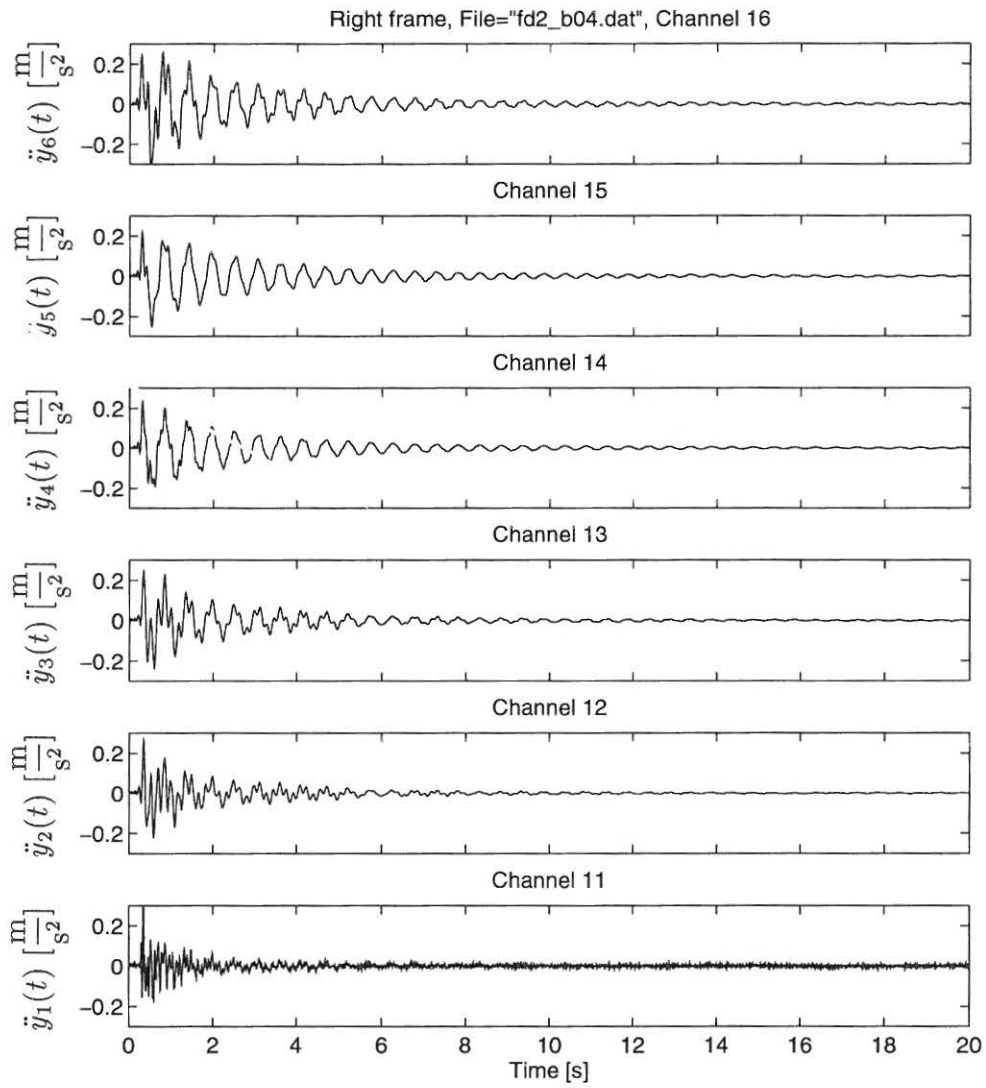 Right frame, File="fd2_b04.dat", Channel 16
ÿ₆(t) [m/s²]
0.2
0
−0.2
Channel 15
ÿ₅(t) [m/s²]
0.2
0
−0.2
Channel 14
ÿ₄(t) [m/s²]
0.2
0
−0.2
Channel 13
ÿ₃(t) [m/s²]
0.2
0
−0.2
Channel 12
ÿ₂(t) [m/s²]
0.2
0
−0.2
Channel 11
ÿ₁(t) [m/s²]
0.2
0
−0.2
0 2 4 6 8 10 12 14 16 18 20
Time [s]